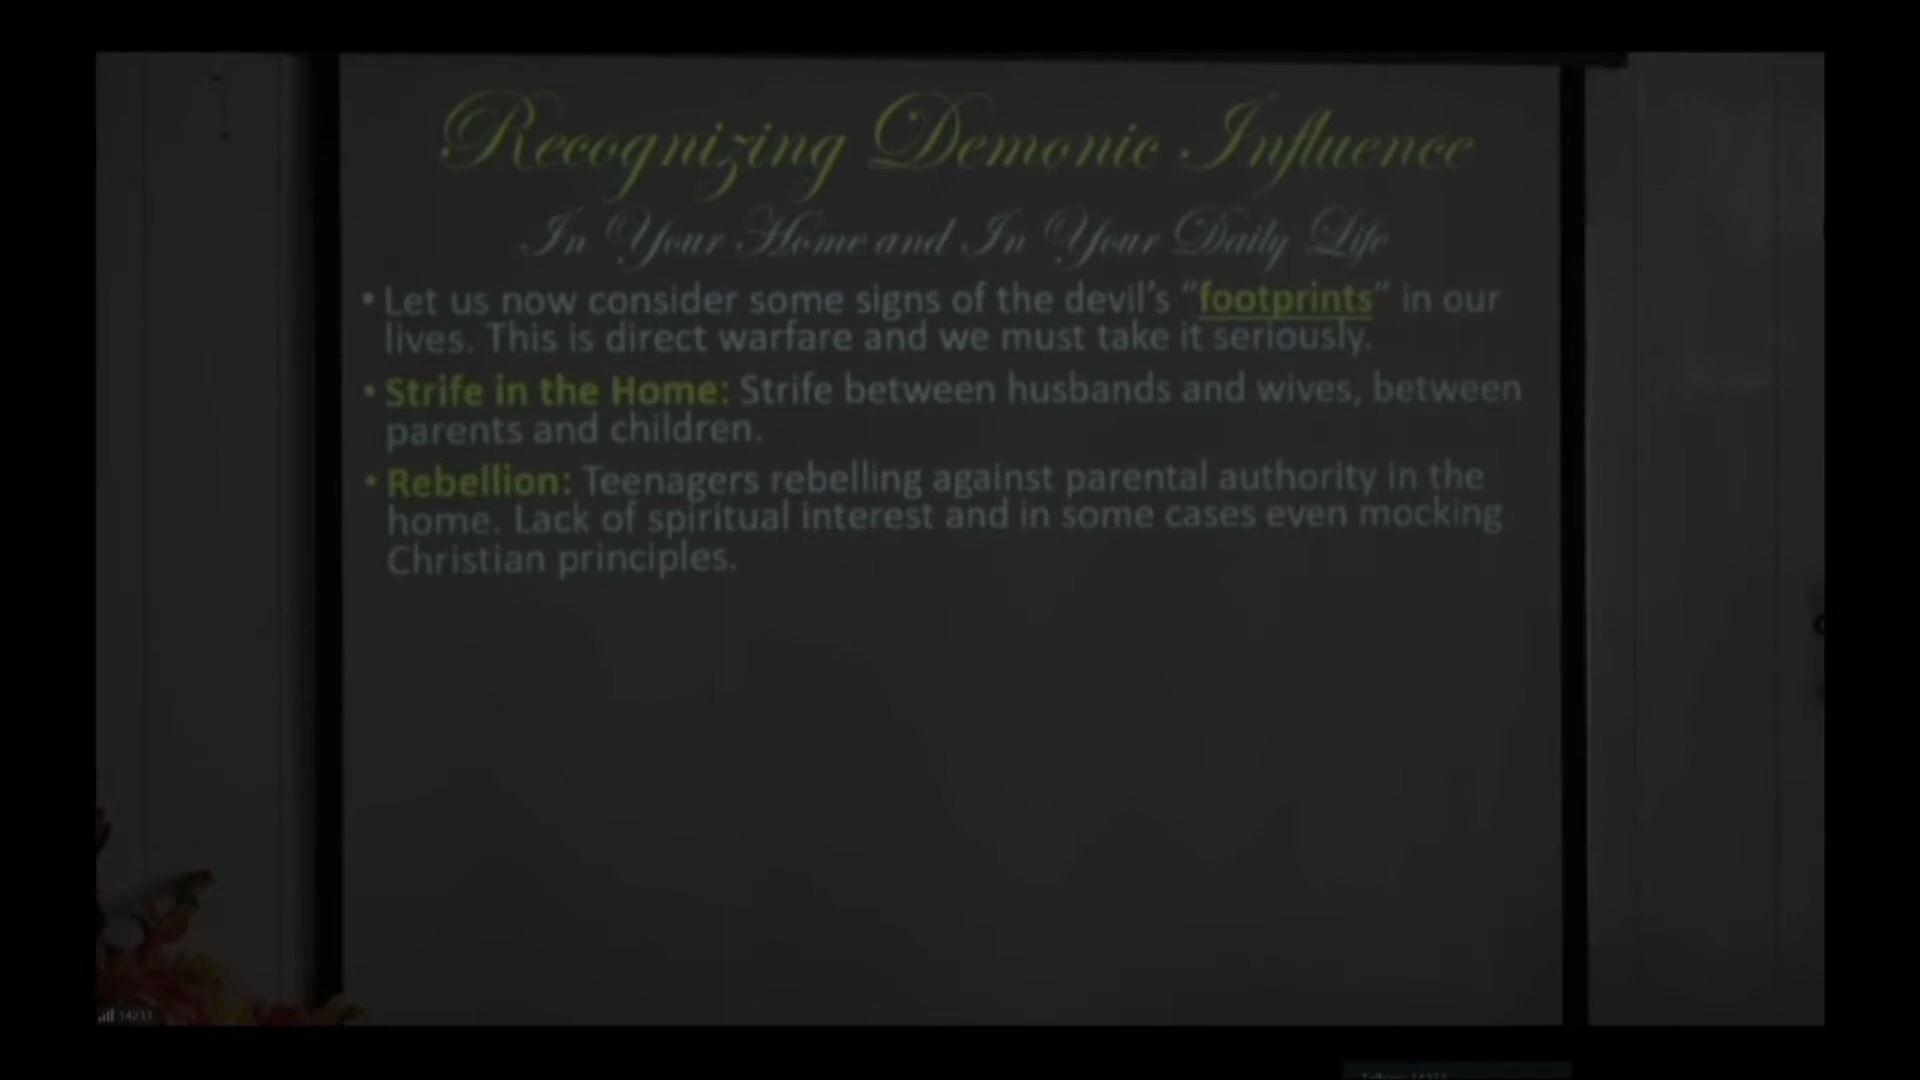 Recognizing Demonic Influence
In Your Home and In Your Daily Life
• Let us now consider some signs of the devil's "footprints" in our
lives. This is direct warfare and we must take it seriously.
• Strife in the Home: Strife between husbands and wives, between
parents and children.
• Rebellion: Teenagers rebelling against parental authority in the
home. Lack of spiritual interest and in some cases even mocking
Christian principles.
14233